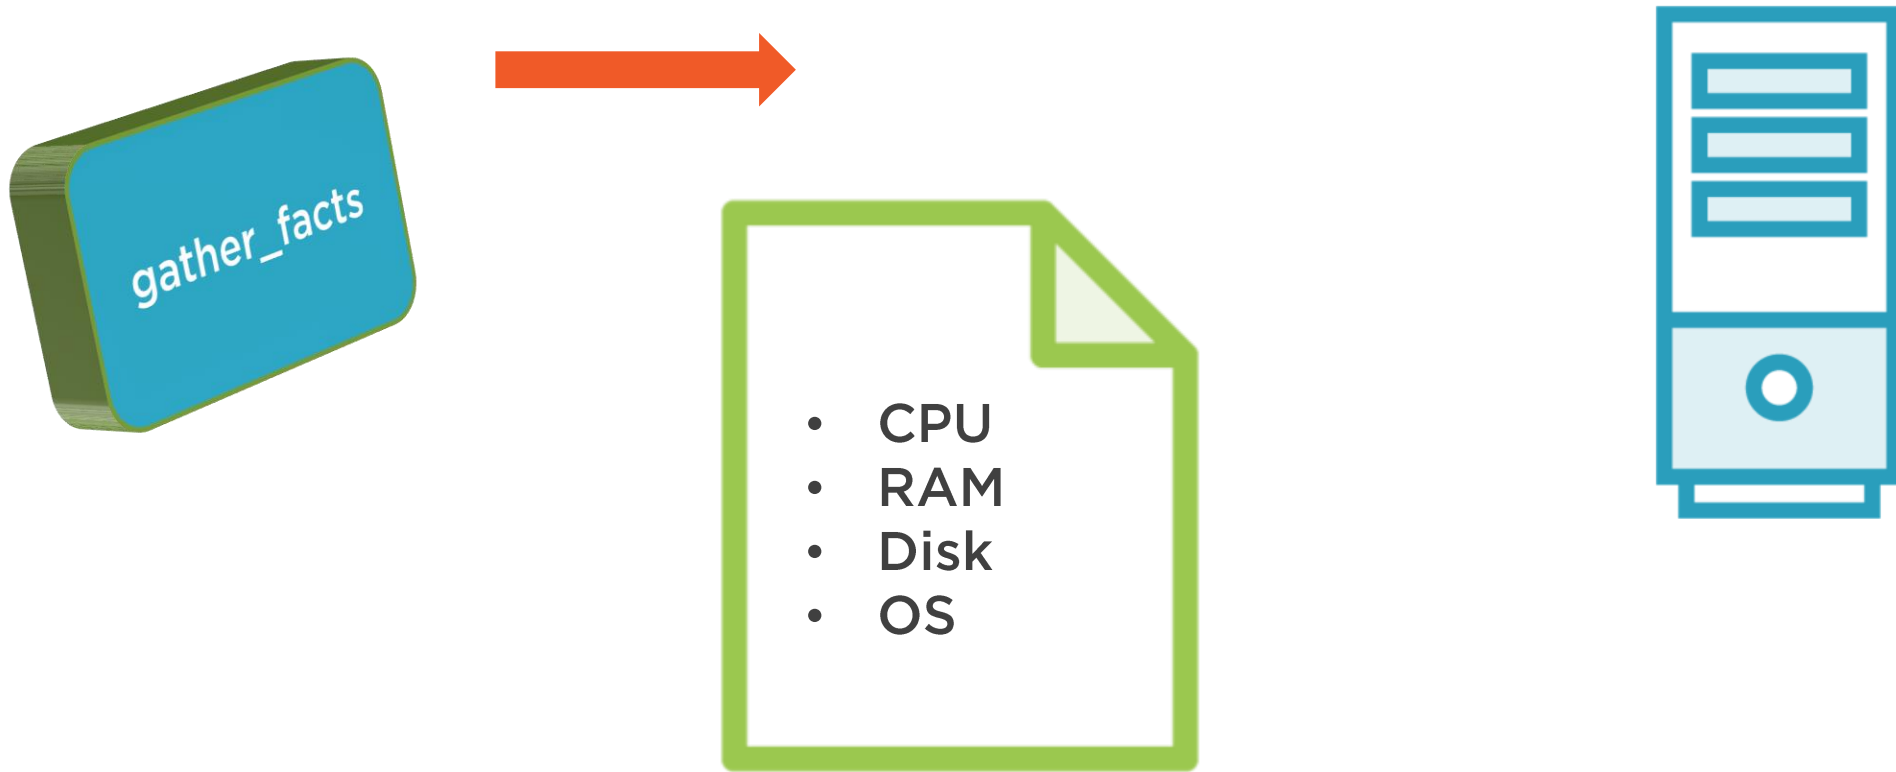 gather_facts
• CPU
• RAM
• Disk
• OS